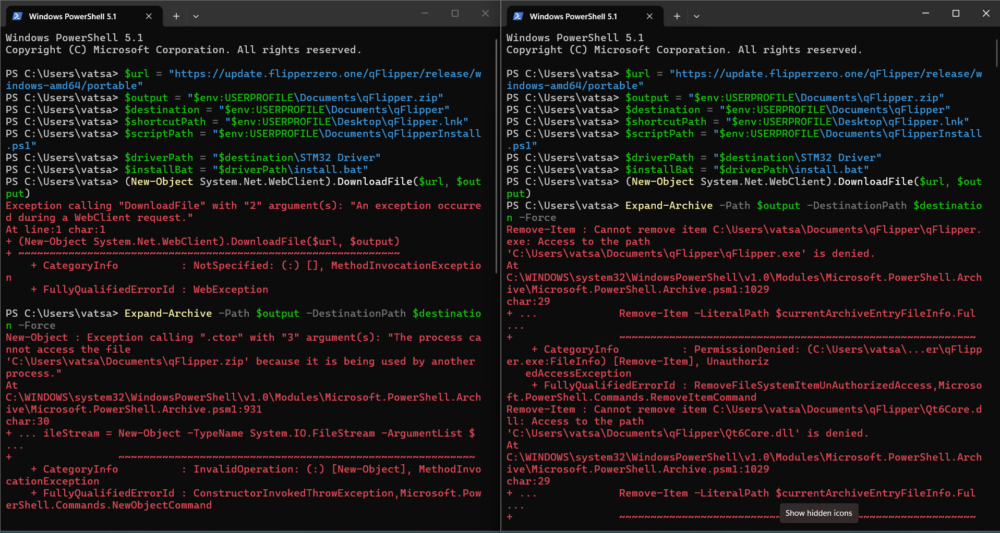 Windows PowerShell 5.1
Windows PowerShell 5.1
Copyright (C) Microsoft Corporation. All rights reserved.
PS C:\Users\vatsa> $url = "https://update.flipperzero.one/qFlipper/release/w
indows-amd64/portable"
PS C:\Users\vatsa> $output = "$env:USERPROFILE\Documents\qFlipper.zip"
PS C:\Users\vatsa> $destination = "$env:USERPROFILE\Documents\qFlipper"
PS C:\Users\vatsa> $shortcutPath = "$env:USERPROFILE\Desktop\qFlipper.lnk"
PS C:\Users\vatsa> $scriptPath = "$env:USERPROFILE\Documents\qFlipperInstall
.ps1"
PS C:\Users\vatsa> $driverPath = "$destination\STM32 Driver"
PS C:\Users\vatsa> $installBat = "$driverPath\install.bat"
PS C:\Users\vatsa> (New-Object System.Net.WebClient).DownloadFile($url, $out
put)
Exception calling "DownloadFile" with "2" argument(s): "An exception occurre
d during a WebClient request."
At line:1 char:1
+ (New-Object System.Net.WebClient).DownloadFile($url, $output)
+ ~~~~~~~~~~~~~~~~~~~~~~~~~~~~~~~~~~~~~~~~~~~~~~~~~~~~~~~~~~~~~
    + CategoryInfo          : NotSpecified: (:) [], MethodInvocationExceptio
n
    + FullyQualifiedErrorId : WebException
PS C:\Users\vatsa> Expand-Archive -Path $output -DestinationPath $destinatio
n -Force
New-Object : Exception calling ".ctor" with "3" argument(s): "The process ca
nnot access the file
'C:\Users\vatsa\Documents\qFlipper.zip' because it is being used by another
process."
At
C:\WINDOWS\system32\WindowsPowerShell\v1.0\Modules\Microsoft.PowerShell.Arch
ive\Microsoft.PowerShell.Archive.psm1:931
char:30
+ ... ileStream = New-Object -TypeName System.IO.FileStream -ArgumentList $
...
+                 ~~~~~~~~~~~~~~~~~~~~~~~~~~~~~~~~~~~~~~~~~~~~~~~~~~~~~~~~~
    + CategoryInfo          : InvalidOperation: (:) [New-Object], MethodInvo
cationException
    + FullyQualifiedErrorId : ConstructorInvokedThrowException,Microsoft.Pow
erShell.Commands.NewObjectCommand
Windows PowerShell 5.1
Windows PowerShell 5.1
Copyright (C) Microsoft Corporation. All rights reserved.
PS C:\Users\vatsa> $url = "https://update.flipperzero.one/qFlipper/release/w
indows-amd64/portable"
PS C:\Users\vatsa> $output = "$env:USERPROFILE\Documents\qFlipper.zip"
PS C:\Users\vatsa> $destination = "$env:USERPROFILE\Documents\qFlipper"
PS C:\Users\vatsa> $shortcutPath = "$env:USERPROFILE\Desktop\qFlipper.lnk"
PS C:\Users\vatsa> $scriptPath = "$env:USERPROFILE\Documents\qFlipperInstall
.ps1"
PS C:\Users\vatsa> $driverPath = "$destination\STM32 Driver"
PS C:\Users\vatsa> $installBat = "$driverPath\install.bat"
PS C:\Users\vatsa> (New-Object System.Net.WebClient).DownloadFile($url, $out
put)
PS C:\Users\vatsa> Expand-Archive -Path $output -DestinationPath $destinatio
n -Force
Remove-Item : Cannot remove item C:\Users\vatsa\Documents\qFlipper\qFlipper.
exe: Access to the path
'C:\Users\vatsa\Documents\qFlipper\qFlipper.exe' is denied.
At
C:\WINDOWS\system32\WindowsPowerShell\v1.0\Modules\Microsoft.PowerShell.Arch
ive\Microsoft.PowerShell.Archive.psm1:1029
char:29
+ ...             Remove-Item -LiteralPath $currentArchiveEntryFileInfo.Ful
...
+                 ~~~~~~~~~~~~~~~~~~~~~~~~~~~~~~~~~~~~~~~~~~~~~~~~~~~~~~~~~
    + CategoryInfo          : PermissionDenied: (C:\Users\vatsa\...er\qFlipp
er.exe:FileInfo) [Remove-Item], Unauthoriz
   edAccessException
    + FullyQualifiedErrorId : RemoveFileSystemItemUnAuthorizedAccess,Microso
ft.PowerShell.Commands.RemoveItemCommand
Remove-Item : Cannot remove item C:\Users\vatsa\Documents\qFlipper\Qt6Core.d
ll: Access to the path
'C:\Users\vatsa\Documents\qFlipper\Qt6Core.dll' is denied.
At
C:\WINDOWS\system32\WindowsPowerShell\v1.0\Modules\Microsoft.PowerShell.Arch
ive\Microsoft.PowerShell.Archive.psm1:1029
char:29
+ ...             Remove-Item -LiteralPath $currentArchiveEntryFileInfo.Ful
...
+                 ~~~~~~~~~~~~~~~~~~~~~~~~~~~~~~~~~~~~~~~~~~~~~~~~~~~~~~~~~
Show hidden icons